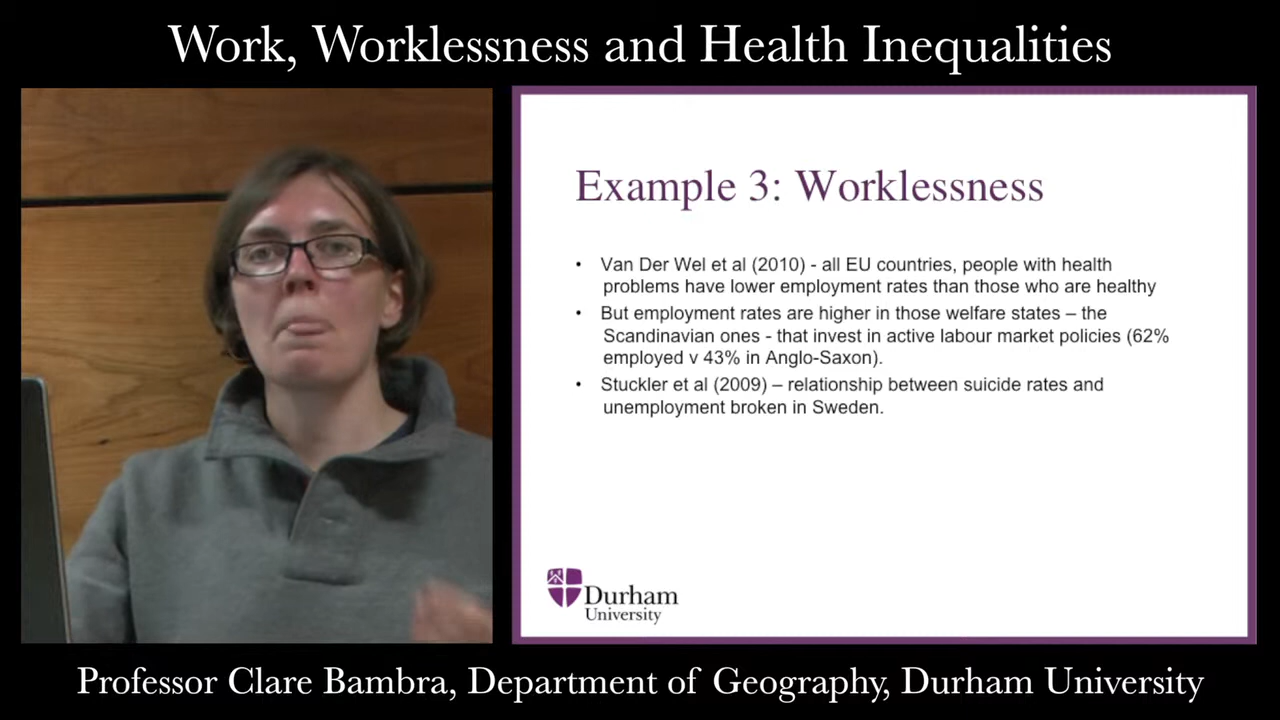 Work, Worklessness and Health Inequalities
Example 3: Worklessness
• Van Der Wel et al (2010) - all EU countries, people with health
problems have lower employment rates than those who are healthy
• But employment rates are higher in those welfare states – the
Scandinavian ones - that invest in active labour market policies (62%
employed v 43% in Anglo-Saxon).
• Stuckler et al (2009) – relationship between suicide rates and
unemployment broken in Sweden.
Durham
University
Professor Clare Bambra, Department of Geography, Durham University